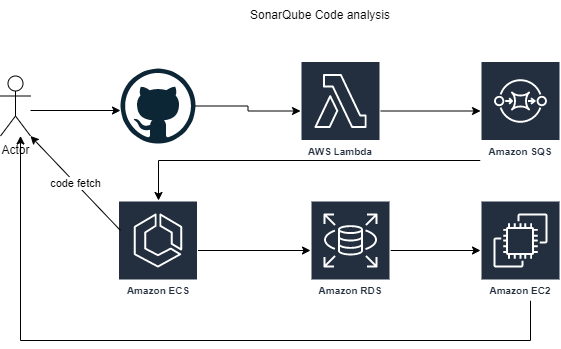 SonarQube Code analysis
AWS Lambda
Amazon SQS
Actor
code fetch
Amazon ECS
Amazon RDS
Amazon EC2